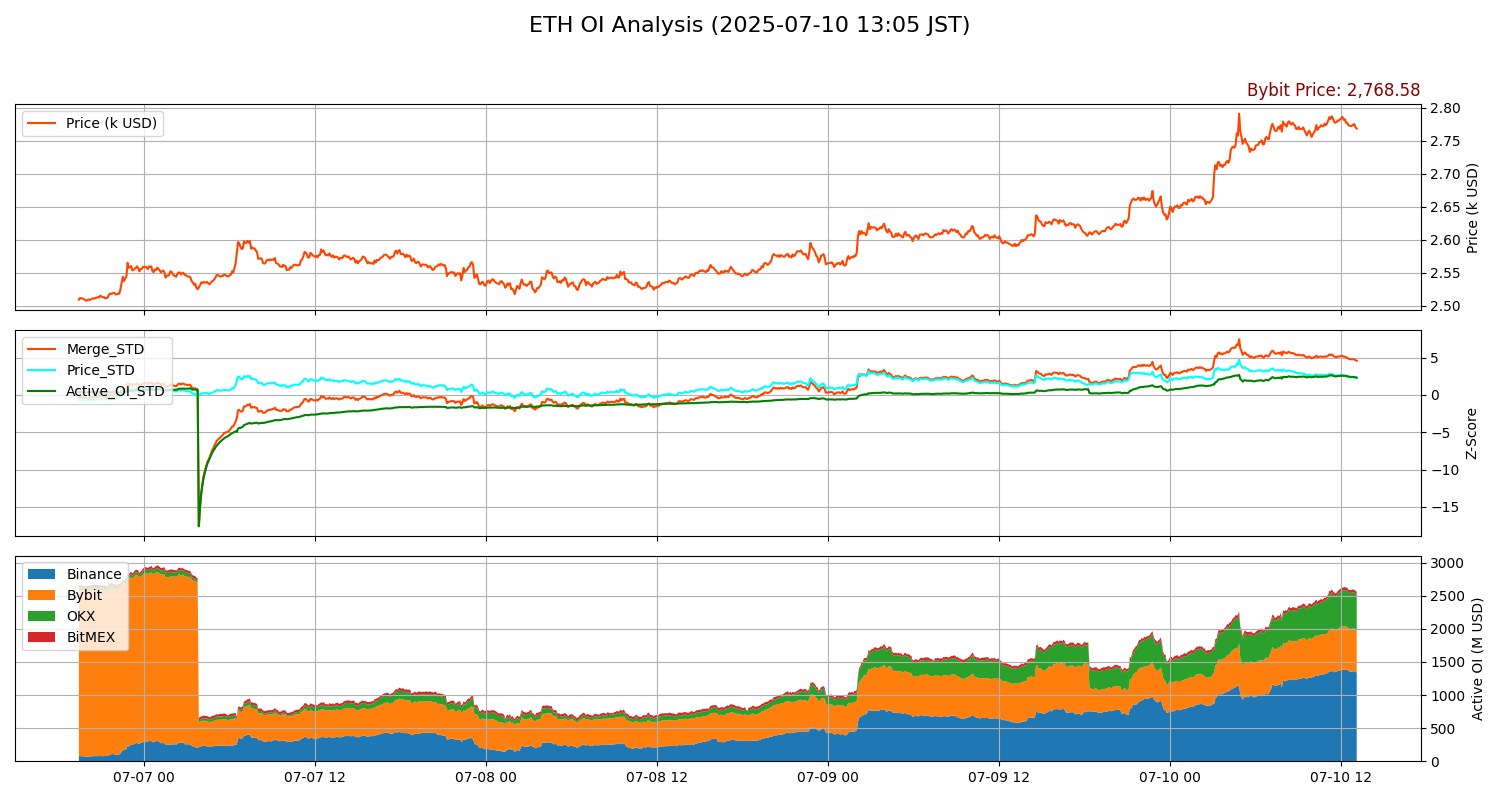 ETH OI Analysis (2025-07-10 13:05 JST)
Bybit Price: 2,768.58
Price (k USD)
2.80
2.75
2.70
2.65
2.60
2.55
2.50
Price (k USD)
Merge_STD
Price_STD
Active_OI_STD
5
0
−5
−10
−15
Z-Score
Binance
Bybit
OKX
BitMEX
3000
2500
2000
1500
1000
500
0
Active OI (M USD)
07-07 00
07-07 12
07-08 00
07-08 12
07-09 00
07-09 12
07-10 00
07-10 12